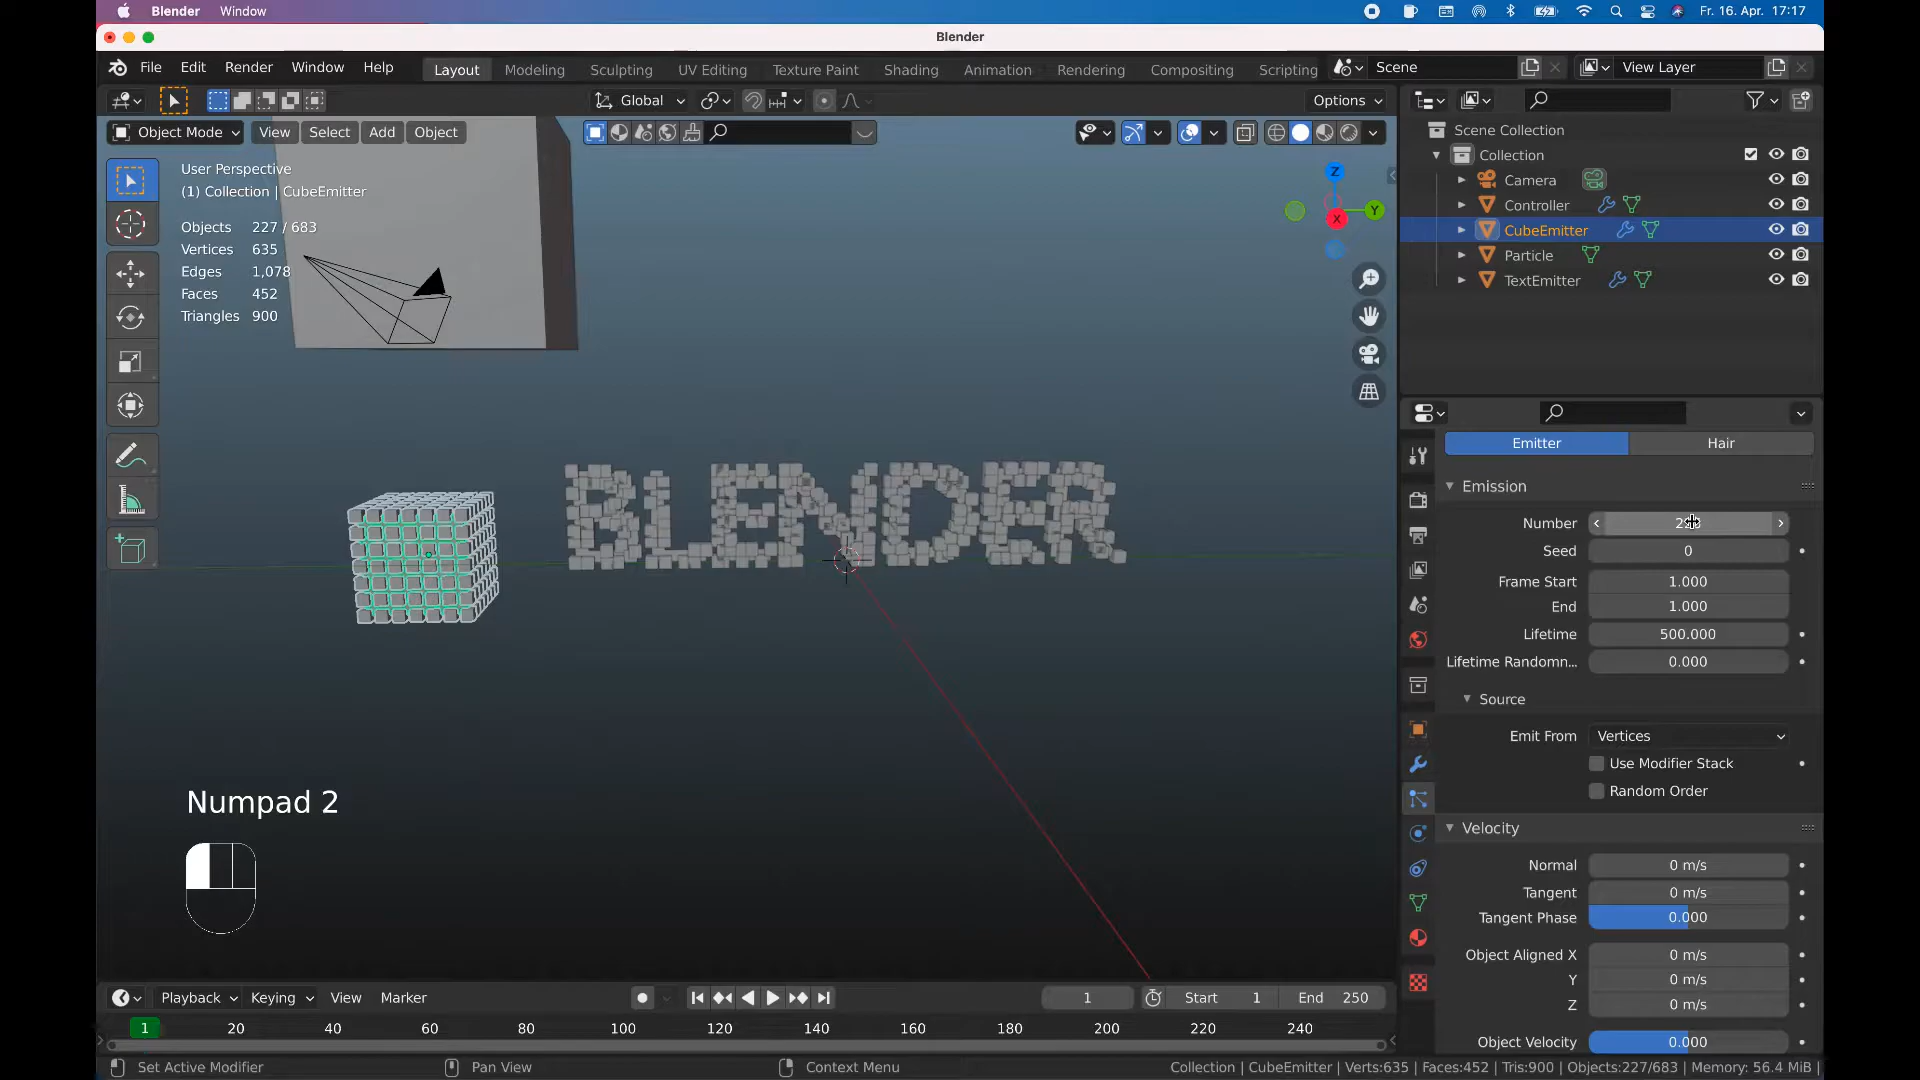 Blender Window Fr. 16. Apr. 17:17
Blender
File Edit Render Window Help Layout Modeling Sculpting UV Editing Texture Paint Shading Animation Rendering Compositing Scripting Scene View Layer
Global Options
Object Mode View Select Add Object
Scene Collection
Collection
Camera
Controller
CubeEmitter
Particle
TextEmitter
User Perspective
(1) Collection | CubeEmitter
Objects 227 / 683
Vertices 635
Edges 1,078
Faces 452
Triangles 900
Z
Y
X
BLENDER
Numpad 2
Emitter Hair
Emission
Number
Seed 0
Frame Start 1.000
End 1.000
Lifetime 500.000
Lifetime Randomn... 0.000
Source
Emit From Vertices
Use Modifier Stack
Random Order
Velocity
Normal 0 m/s
Tangent 0 m/s
Tangent Phase 0.000
Object Aligned X 0 m/s
Y 0 m/s
Z 0 m/s
Object Velocity 0.000
Playback Keying View Marker 1 Start 1 End 250
1 20 40 60 80 100 120 140 160 180 200 220 240
Set Active Modifier Pan View Context Menu Collection | CubeEmitter | Verts:635 | Faces:452 | Tris:900 | Objects:227/683 | Memory: 56.4 MiB |